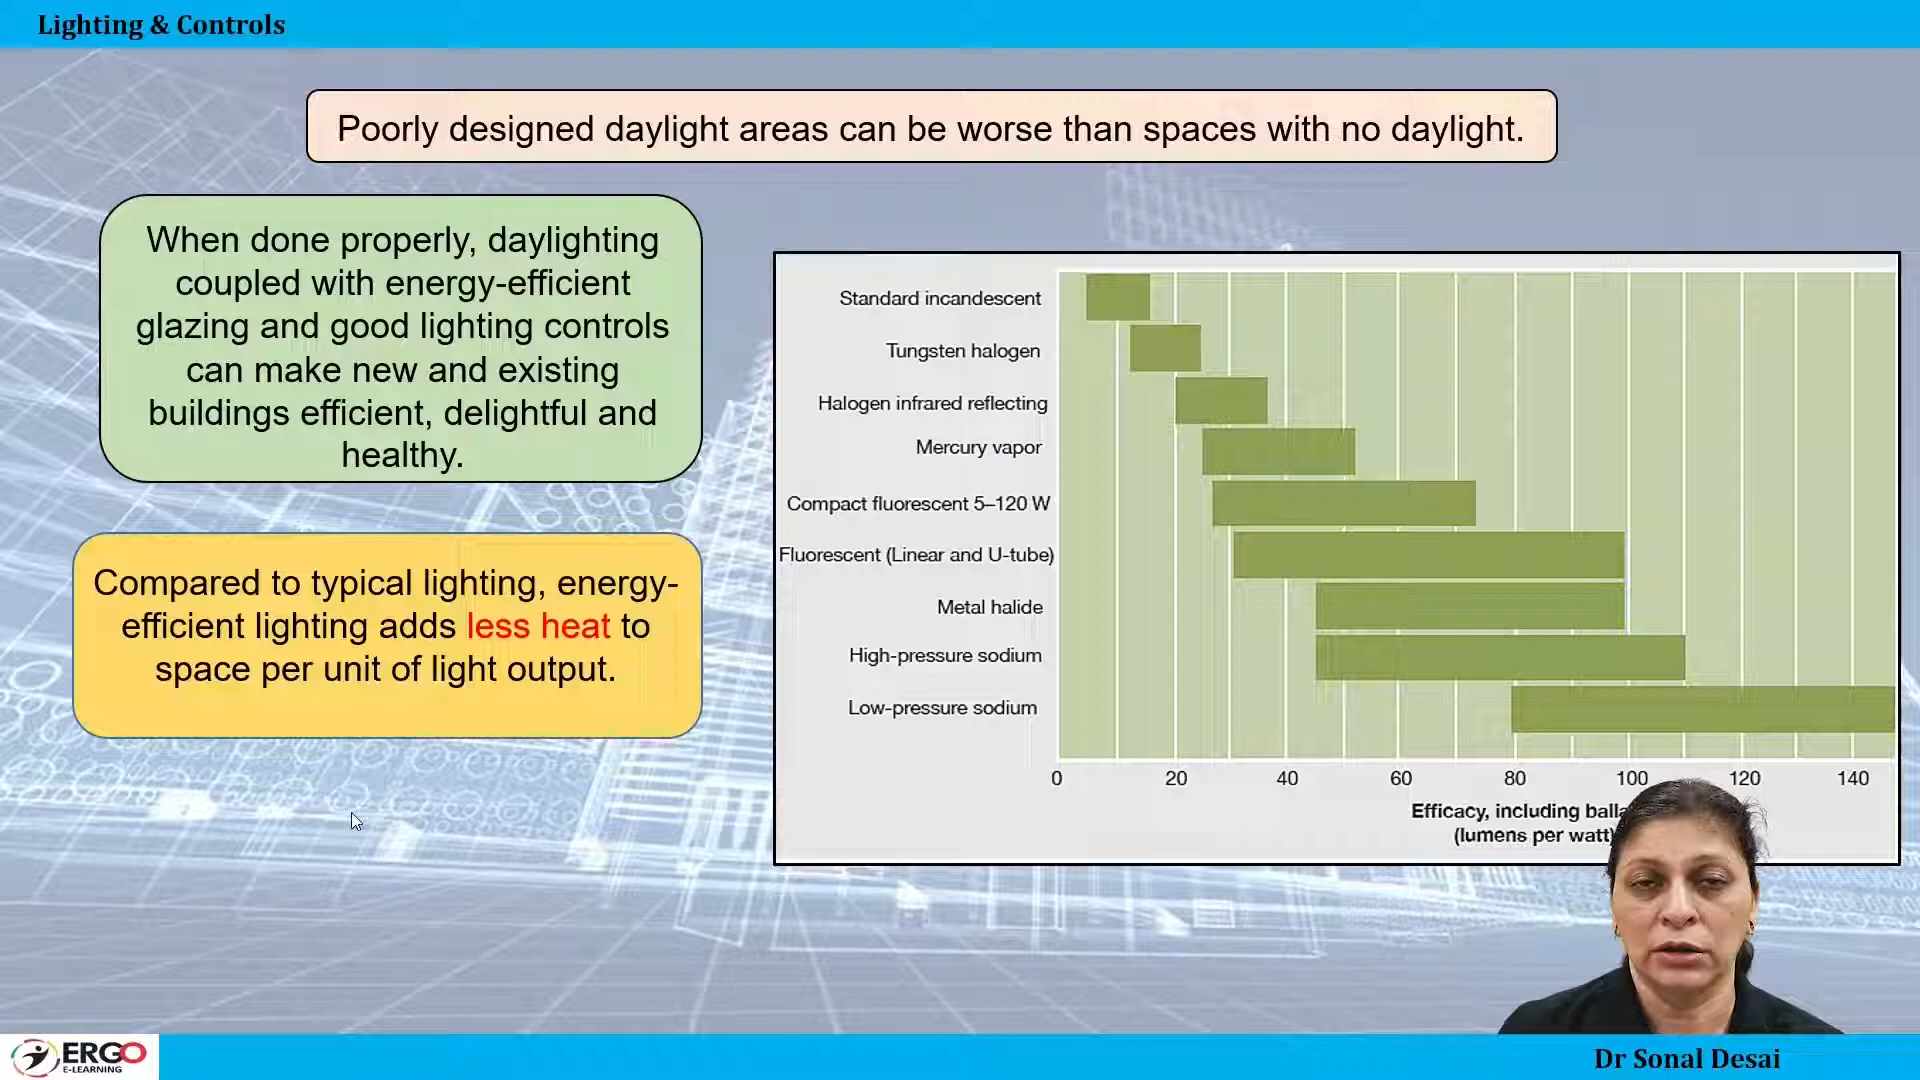 Lighting & Controls
Poorly designed daylight areas can be worse than spaces with no daylight.
When done properly, daylighting
coupled with energy-efficient
glazing and good lighting controls
can make new and existing
buildings efficient, delightful and
healthy.
Compared to typical lighting, energy-
efficient lighting adds less heat to
space per unit of light output.
Standard incandescent
Tungsten halogen
Halogen infrared reflecting
Mercury vapor
Compact fluorescent 5–120 W
Fluorescent (Linear and U-tube)
Metal halide
High-pressure sodium
Low-pressure sodium
0 20 40 60 80 100 120 140
Efficacy, including
(lumens per watt)
ERGO
E-LEARNING
Dr Sonal Desai